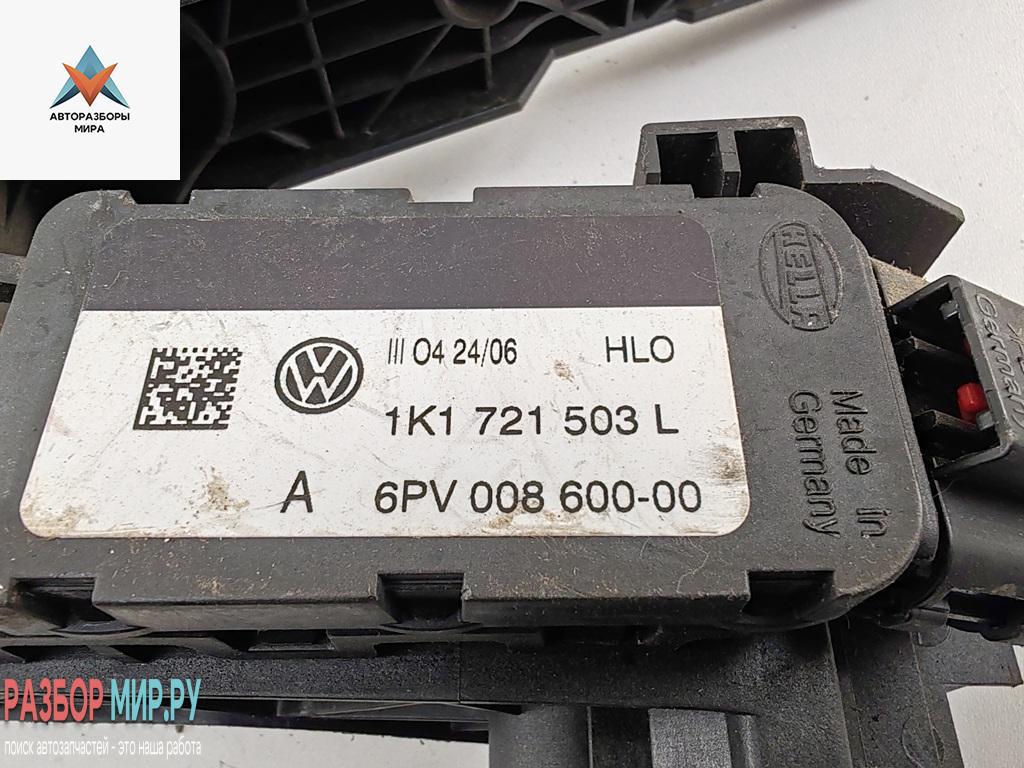 АВТОРАЗБОРЫ
МИРА
HELLA
III 04 24/06 HLO
1K1 721 503 L
A 6PV 008 600-00
Made in
Germany
Germany
РАЗБОР МИР.РУ
поиск автозапчастей - это наша работа